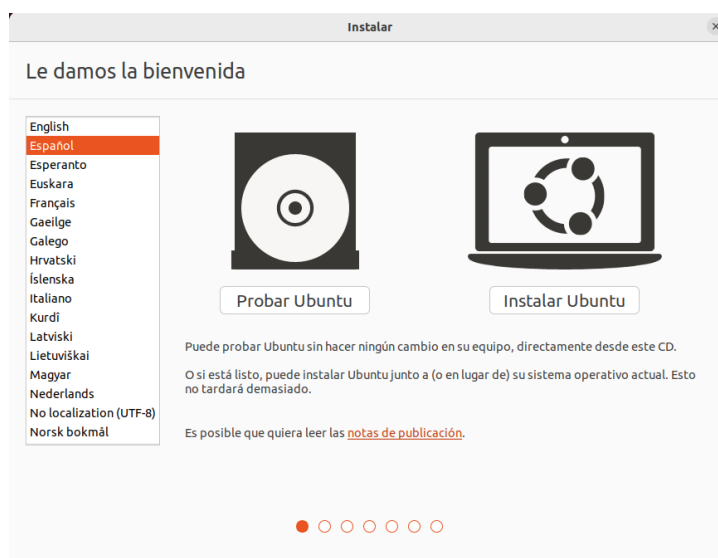 Instalar
Le damos la bienvenida
English
Español
Esperanto
Euskara
Français
Gaeilge
Galego
Hrvatski
Íslenska
Italiano
Kurdî
Latviski
Lietuviškai
Magyar
Nederlands
No localization (UTF-8)
Norsk bokmål
Probar Ubuntu
Instalar Ubuntu
Puede probar Ubuntu sin hacer ningún cambio en su equipo, directamente desde este CD.
O si está listo, puede instalar Ubuntu junto a (o en lugar de) su sistema operativo actual. Esto
no tardará demasiado.
Es posible que quiera leer las notas de publicación.